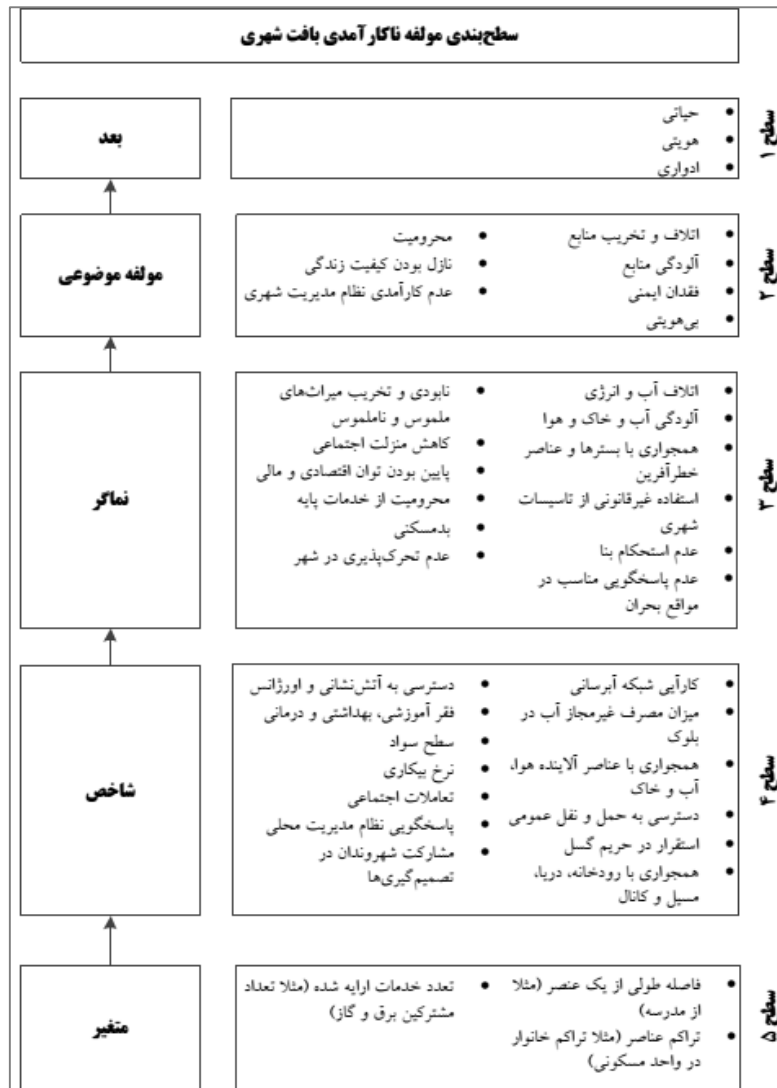 سطح‌بندی مولفه ناکارآمدی بافت شهری
سطح ۱
حیاتی
هویتی
ادواری
بعد
سطح ۲
اتلاف و تخریب منابع
آلودگی منابع
فقدان ایمنی
بی‌هویتی
محرومیت
نازل بودن کیفیت زندگی
عدم کارآمدی نظام مدیریت شهری
مولفه موضوعی
سطح ۳
اتلاف آب و انرژی
آلودگی آب و خاک و هوا
همجواری با بسترها و عناصر
خطرآفرین
استفاده غیرقانونی از تاسیسات
شهری
عدم استحکام بنا
عدم پاسخگویی مناسب در
مواقع بحران
نابودی و تخریب میراث‌های
ملموس و ناملموس
کاهش منزلت اجتماعی
پایین بودن توان اقتصادی و مالی
محرومیت از خدمات پایه
بدمسکنی
عدم تحرک‌پذیری در شهر
نماگر
سطح ۴
کارآیی شبکه آبرسانی
میزان مصرف غیرمجاز آب در
بلوک
همجواری با عناصر آلاینده هوا،
آب و خاک
دسترسی به حمل و نقل عمومی
استقرار در حریم گسل
همجواری با رودخانه، دریا،
مسیل و کانال
دسترسی به آتش‌نشانی و اورژانس
فقر آموزشی، بهداشتی و درمانی
سطح سواد
نرخ بیکاری
تعاملات اجتماعی
پاسخگویی نظام مدیریت محلی
مشارکت شهروندان در
تصمیم‌گیری‌ها
شاخص
سطح ۵
فاصله طولی از یک عنصر (مثلا
از مدرسه)
تراکم عناصر (مثلا تراکم خانوار
در واحد مسکونی)
تعدد خدمات ارایه شده (مثلا تعداد
مشترکین برق و گاز)
متغیر